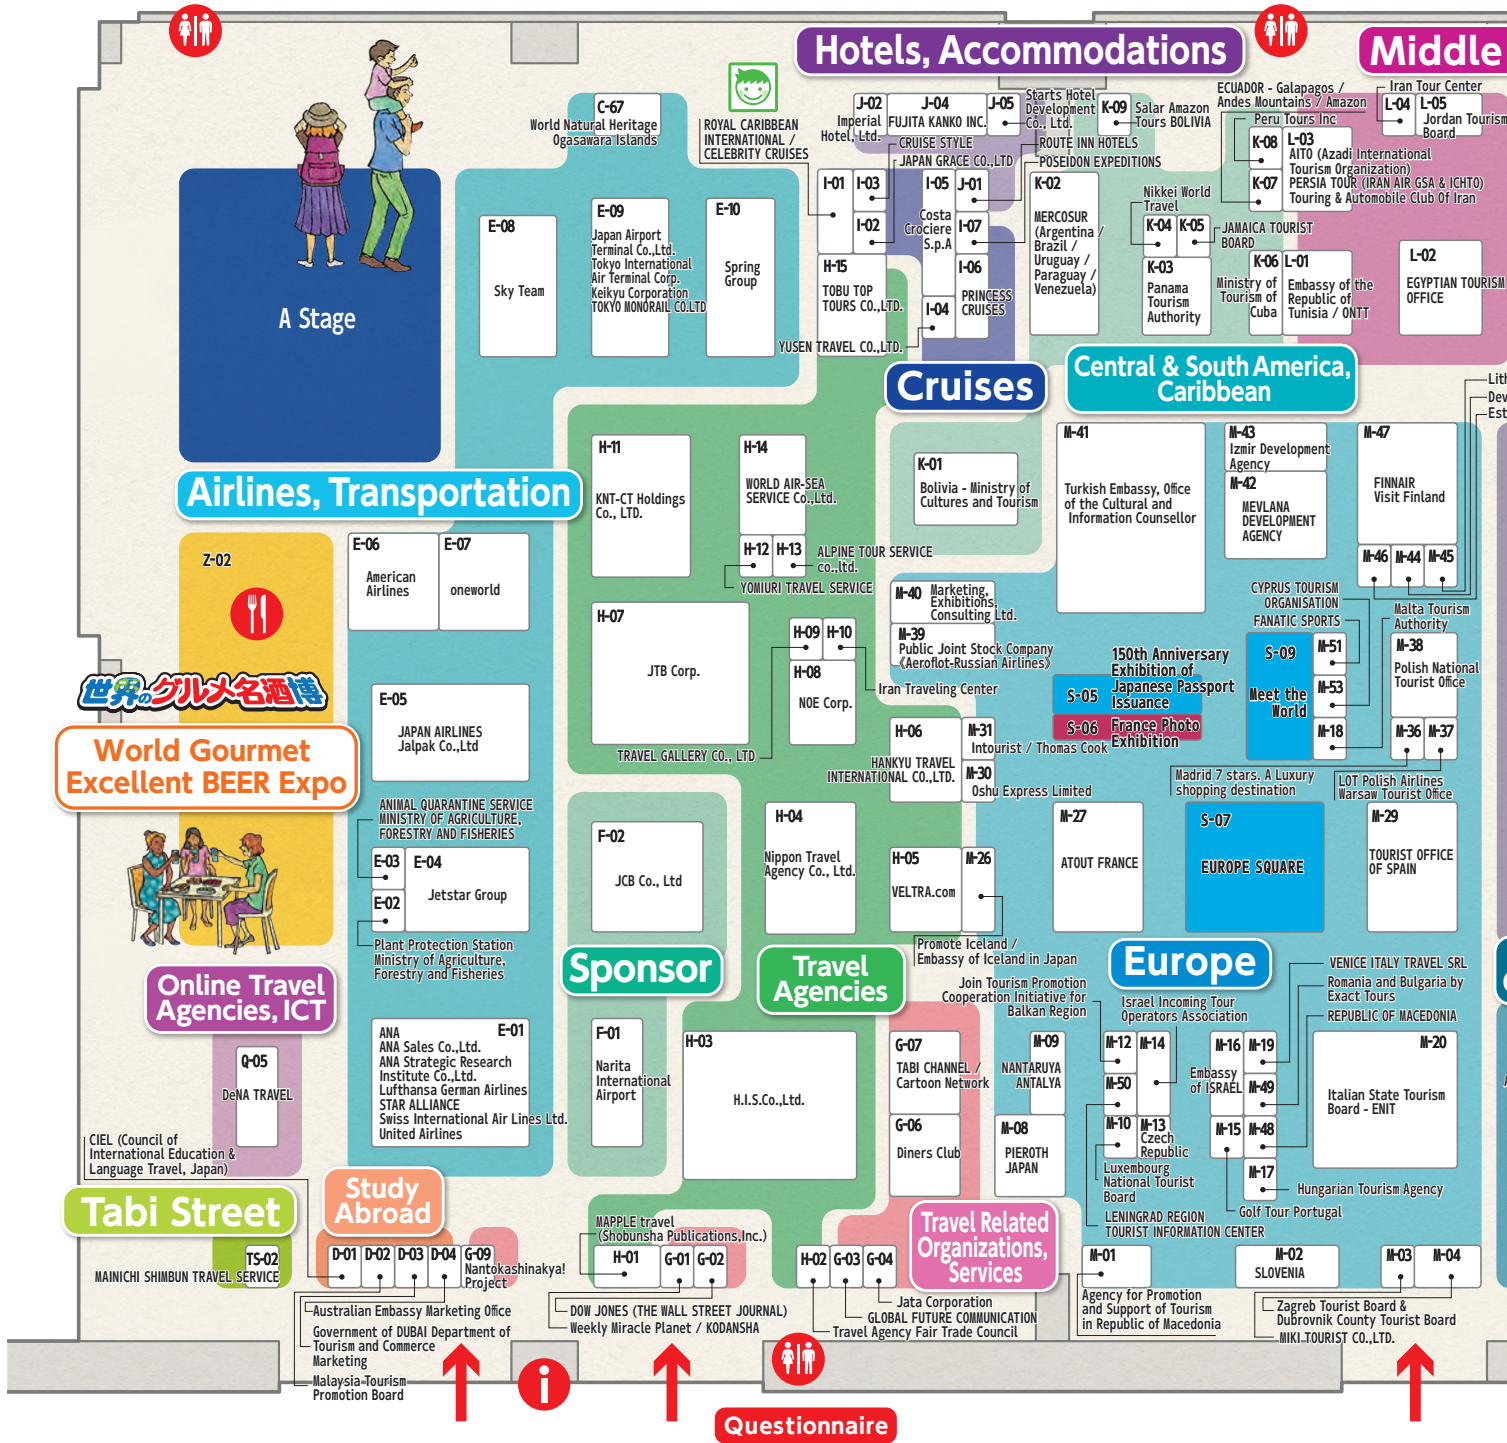 Hotels, Accommodations
Middle
C-67
World Natural Heritage
Ogasawara Islands
ROYAL CARIBBEAN
INTERNATIONAL /
CELEBRITY CRUISES
J-02
Imperial
Hotel, Ltd.
J-04
FUJITA KANKO INC.
J-05
Starts Hotel
Development
Co., Ltd.
ROUTE INN HOTELS
CRUISE STYLE
JAPAN GRACE CO.,LTD
POSEIDON EXPEDITIONS
K-09
Salar Amazon
Tours BOLIVIA
ECUADOR - Galapagos /
Andes Mountains / Amazon
Peru Tours Inc
Iran Tour Center
L-04
L-05
Jordan Tourism
Board
K-08
L-03
AITO (Azadi International
Tourism Organization)
K-07
PERSIA TOUR (IRAN AIR GSA & ICHTO)
Touring & Automobile Club Of Iran
I-01
I-03
I-02
I-05
J-01
Costa
Crociere
S.p.A
I-07
I-06
PRINCESS
CRUISES
I-04
YUSEN TRAVEL CO.,LTD.
H-15
TOBU TOP
TOURS CO.,LTD.
K-02
MERCOSUR
(Argentina /
Brazil /
Uruguay /
Paraguay /
Venezuela)
Nikkei World
Travel
K-04
K-05
JAMAICA TOURIST
BOARD
K-03
Panama
Tourism
Authority
K-06
Ministry of
Tourism of
Cuba
L-01
Embassy of the
Republic of
Tunisia / ONTT
L-02
EGYPTIAN TOURISM
OFFICE
A Stage
E-08
Sky Team
E-09
Japan Airport
Terminal Co.,Ltd.
Tokyo International
Air Terminal Corp.
Keikyu Corporation
TOKYO MONORAIL CO.LTD
E-10
Spring
Group
Cruises
Central & South America,
Caribbean
Lith
Dev
Est
Airlines, Transportation
H-11
KNT-CT Holdings
Co., LTD.
H-14
WORLD AIR-SEA
SERVICE Co.,Ltd.
H-12
H-13
ALPINE TOUR SERVICE
co.,ltd.
YOMIURI TRAVEL SERVICE
K-01
Bolivia - Ministry of
Cultures and Tourism
M-41
Turkish Embassy, Office
of the Cultural and
Information Counsellor
M-43
Izmir Development
Agency
M-42
MEVLANA
DEVELOPMENT
AGENCY
M-47
FINNAIR
Visit Finland
M-46
M-44
M-45
Z-02
E-06
American
Airlines
E-07
oneworld
H-07
JTB Corp.
H-09
H-10
H-08
NOE Corp.
Iran Traveling Center
TRAVEL GALLERY CO., LTD
M-40
Marketing,
Exhibitions,
Consulting Ltd.
M-39
Public Joint Stock Company
《Aeroflot-Russian Airlines》
S-05
150th Anniversary
Exhibition of
Japanese Passport
Issuance
S-06
France Photo
Exhibition
CYPRUS TOURISM
ORGANISATION
FANATIC SPORTS
Malta Tourism
Authority
S-09
Meet the
World
M-51
M-53
M-18
M-38
Polish National
Tourist Office
M-36
M-37
LOT Polish Airlines
Warsaw Tourist Office
世界のグルメ名酒博
World Gourmet
Excellent BEER Expo
E-05
JAPAN AIRLINES
Jalpak Co.,Ltd
H-06
HANKYU TRAVEL
INTERNATIONAL CO.,LTD.
M-31
Intourist / Thomas Cook
M-30
Oshu Express Limited
Madrid 7 stars. A Luxury
shopping destination
ANIMAL QUARANTINE SERVICE
MINISTRY OF AGRICULTURE,
FORESTRY AND FISHERIES
E-03
E-04
Jetstar Group
E-02
Plant Protection Station
Ministry of Agriculture,
Forestry and Fisheries
F-02
JCB Co., Ltd
H-04
Nippon Travel
Agency Co., Ltd.
H-05
VELTRA.com
M-26
Promote Iceland /
Embassy of Iceland in Japan
M-27
ATOUT FRANCE
S-07
EUROPE SQUARE
M-29
TOURIST OFFICE
OF SPAIN
Online Travel
Agencies, ICT
Sponsor
Travel
Agencies
Europe
Q-05
DeNA TRAVEL
ANA
ANA Sales Co.,Ltd.
ANA Strategic Research
Institute Co.,Ltd.
Lufthansa German Airlines
STAR ALLIANCE
Swiss International Air Lines Ltd.
United Airlines
E-01
F-01
Narita
International
Airport
H-03
H.I.S.Co.,Ltd.
G-07
TABI CHANNEL /
Cartoon Network
G-06
Diners Club
Join Tourism Promotion
Cooperation Initiative for
Balkan Region
Israel Incoming Tour
Operators Association
VENICE ITALY TRAVEL SRL
Romania and Bulgaria by
Exact Tours
REPUBLIC OF MACEDONIA
M-09
NANTARUYA
ANTALYA
M-08
PIEROTH
JAPAN
M-12
M-14
M-50
M-10
M-13
Czech
Republic
Luxembourg
National Tourist
Board
LENINGRAD REGION
TOURIST INFORMATION CENTER
M-16
Embassy
of ISRAEL
M-19
M-49
M-15
M-48
M-17
Hungarian Tourism Agency
Golf Tour Portugal
M-20
Italian State Tourism
Board - ENIT
CIEL (Council of
International Education &
Language Travel, Japan)
Tabi Street
TS-02
MAINICHI SHIMBUN TRAVEL SERVICE
Study
Abroad
D-01
D-02
D-03
D-04
G-09
Nantokashinakya!
Project
Australian Embassy Marketing Office
Government of DUBAI Department of
Tourism and Commerce
Marketing
Malaysia Tourism
Promotion Board
MAPPLE travel
(Shobunsha Publications,Inc.)
H-01
G-01
G-02
DOW JONES (THE WALL STREET JOURNAL)
Weekly Miracle Planet / KODANSHA
H-02
G-03
G-04
Jata Corporation
GLOBAL FUTURE COMMUNICATION
Travel Agency Fair Trade Council
Travel Related
Organizations,
Services
M-01
Agency for Promotion
and Support of Tourism
in Republic of Macedonia
M-02
SLOVENIA
M-03
M-04
Zagreb Tourist Board &
Dubrovnik County Tourist Board
MIKI TOURIST CO.,LTD.
i
Questionnaire